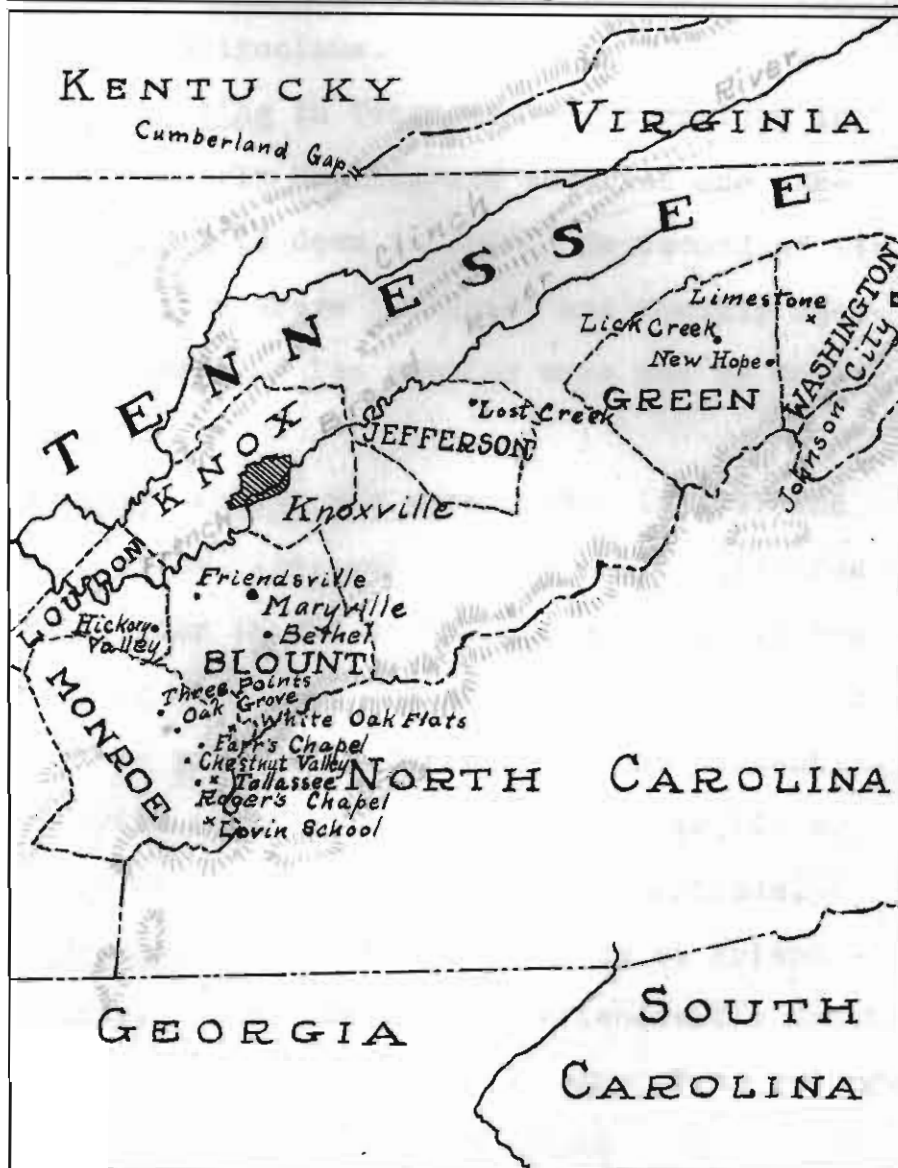 KENTUCKY
Cumberland Gap
VIRGINIA
River
Clinch
TENNESSEE
River
Broad
French
Limestone
Lick Creek
New Hope
GREEN
WASHINGTON
Johnson City
Lost Creek
JEFFERSON
KNOX
Knoxville
LOUDON
Friendsville
Maryville
Bethel
Hickory
Valley
BLOUNT
MONROE
Three Points
Oak Grove
White Oak Flats
Farr's Chapel
Chestnut Valley
Tallassee
Roger's Chapel
Lovin School
NORTH CAROLINA
GEORGIA
SOUTH
CAROLINA